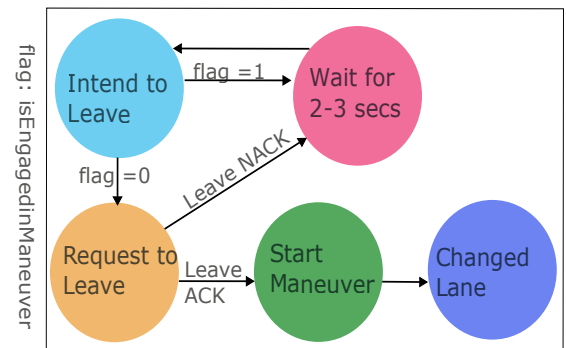 flag: isEngagedinManeuver
Intend to
Leave
flag =1
Wait for
2-3 secs
flag =0
Leave NACK
Request to
Leave
Leave
ACK
Start
Maneuver
Changed
Lane